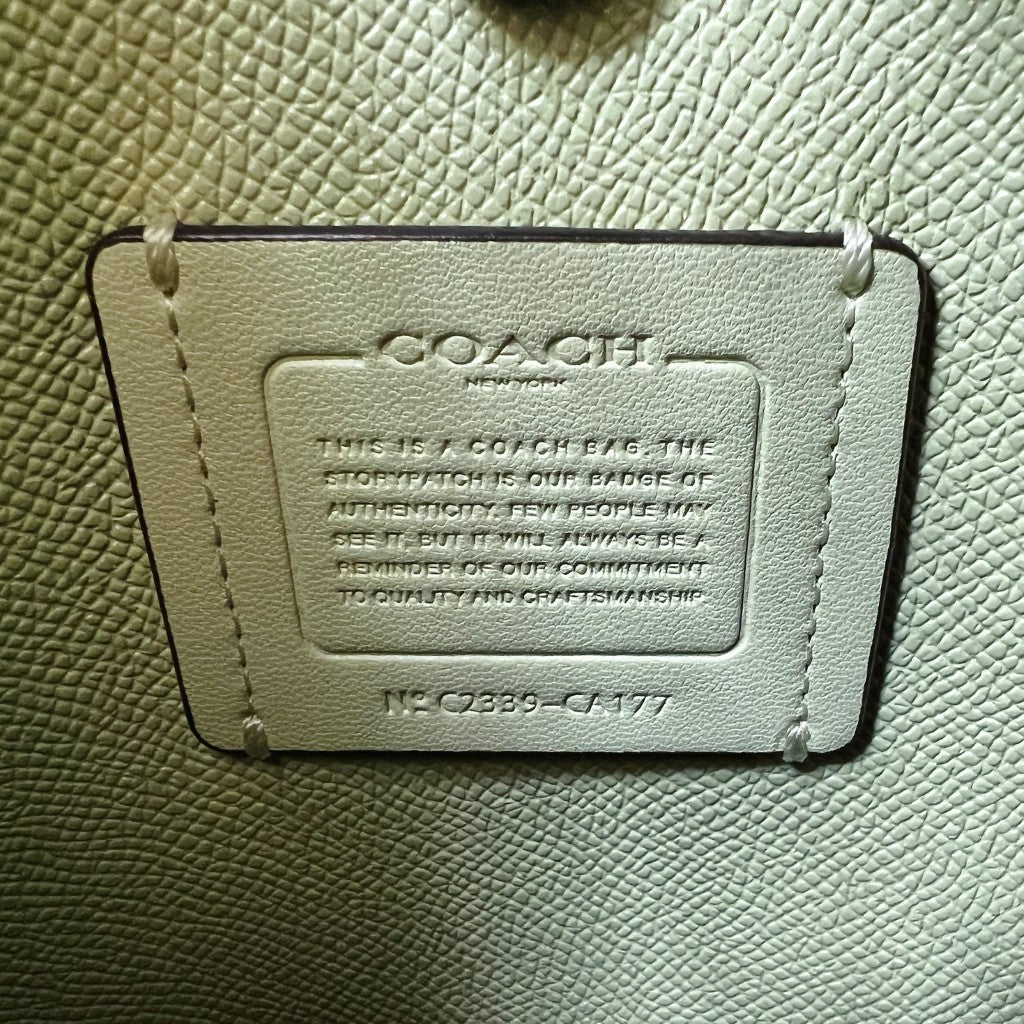 COACH
NEW YORK
THIS IS A COACH BAG. THE
STORYPATCH IS OUR BADGE OF
AUTHENTICITY. FEW PEOPLE MAY
SEE IT, BUT IT WILL ALWAYS BE A
REMINDER OF OUR COMMITMENT
TO QUALITY AND CRAFTSMANSHIP.
Nº C2339-CA177